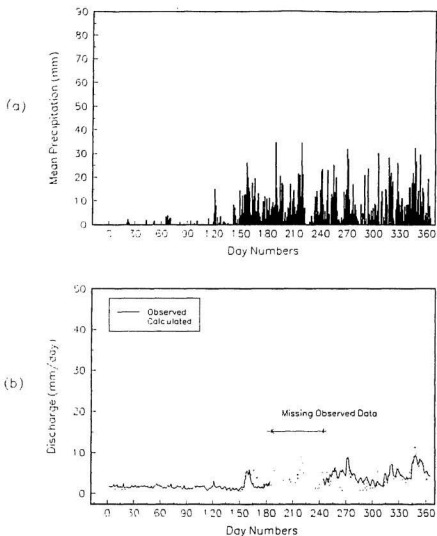 (a)
Mean Precipitation (mm)
90
80
70
60
50
40
30
20
10
0
0 30 60 90 120 150 180 210 240 270 300 330 360
Day Numbers
(b)
Discharge (mm/day)
50
40
30
20
10
0
Observed
Calculated
Missing Observed Data
0 30 60 90 120 150 180 210 240 270 300 330 360
Day Numbers